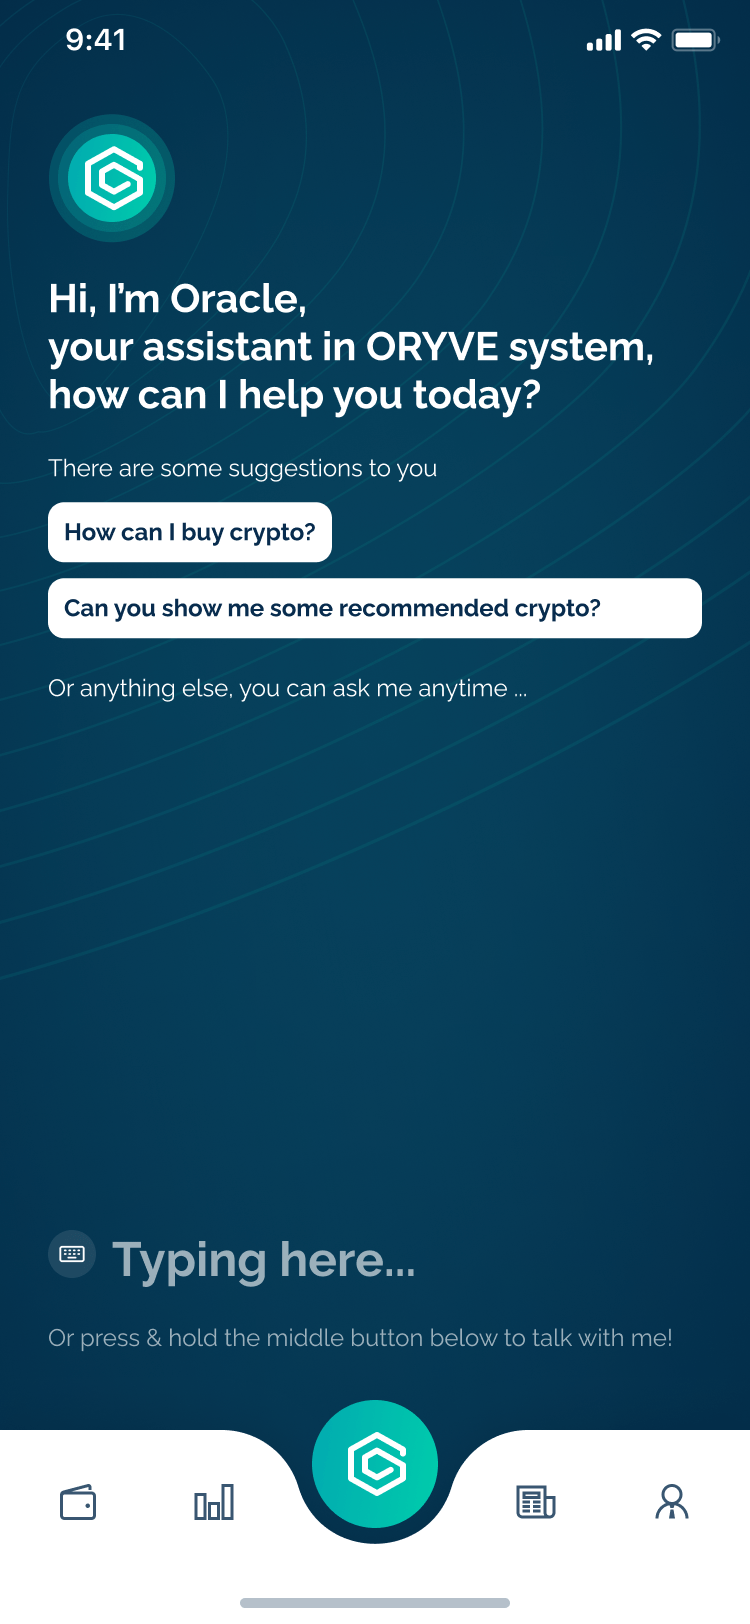 9:41
Hi, I’m Oracle,
your assistant in ORYVE system,
how can I help you today?
There are some suggestions to you
How can I buy crypto?
Can you show me some recommended crypto?
Or anything else, you can ask me anytime ...
Typing here...
Or press & hold the middle button below to talk with me!